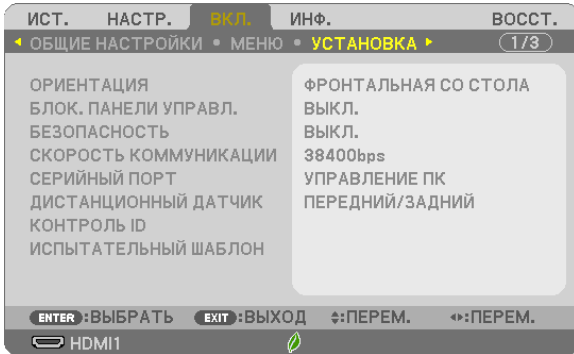 ИСТ. НАСТР. ВКЛ. ИНФ. ВОССТ.
ОБЩИЕ НАСТРОЙКИ • МЕНЮ • УСТАНОВКА 1/3
ОРИЕНТАЦИЯ ФРОНТАЛЬНАЯ СО СТОЛА
БЛОК. ПАНЕЛИ УПРАВЛ. ВЫКЛ.
БЕЗОПАСНОСТЬ ВЫКЛ.
СКОРОСТЬ КОММУНИКАЦИИ 38400bps
СЕРИЙНЫЙ ПОРТ УПРАВЛЕНИЕ ПК
ДИСТАНЦИОННЫЙ ДАТЧИК ПЕРЕДНИЙ/ЗАДНИЙ
КОНТРОЛЬ ID
ИСПЫТАТЕЛЬНЫЙ ШАБЛОН
ENTER:ВЫБРАТЬ EXIT:ВЫХОД :ПЕРЕМ. :ПЕРЕМ.
HDMI1